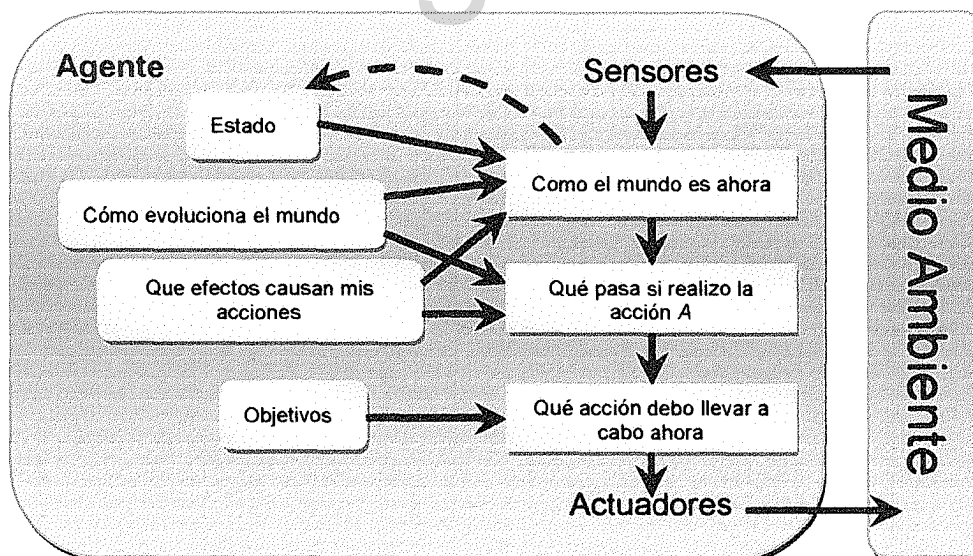 Agente
Sensores
Estado
Como el mundo es ahora
Cómo evoluciona el mundo
Que efectos causan mis
acciones
Qué pasa si realizo la
acción A
Objetivos
Qué acción debo llevar a
cabo ahora
Actuadores
Medio Ambiente